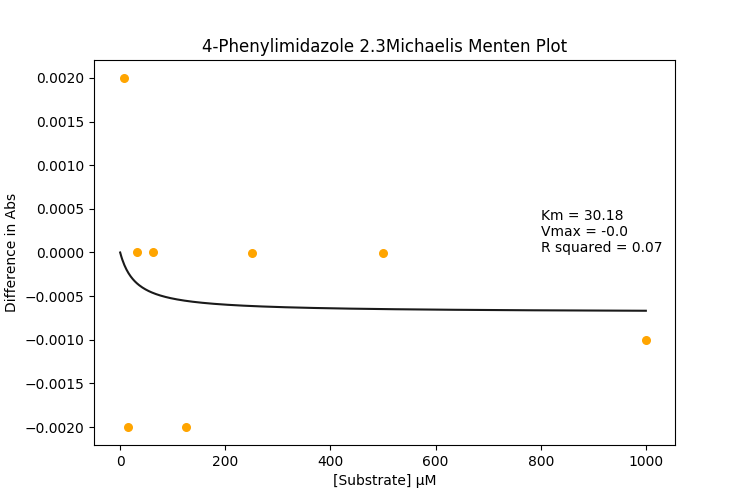 4-Phenylimidazole 2.3Michaelis Menten Plot
0.0020
0.0015
0.0010
0.0005
0.0000
−0.0005
−0.0010
−0.0015
−0.0020
Difference in Abs
Km = 30.18
Vmax = -0.0
R squared = 0.07
0 200 400 600 800 1000
[Substrate] μM